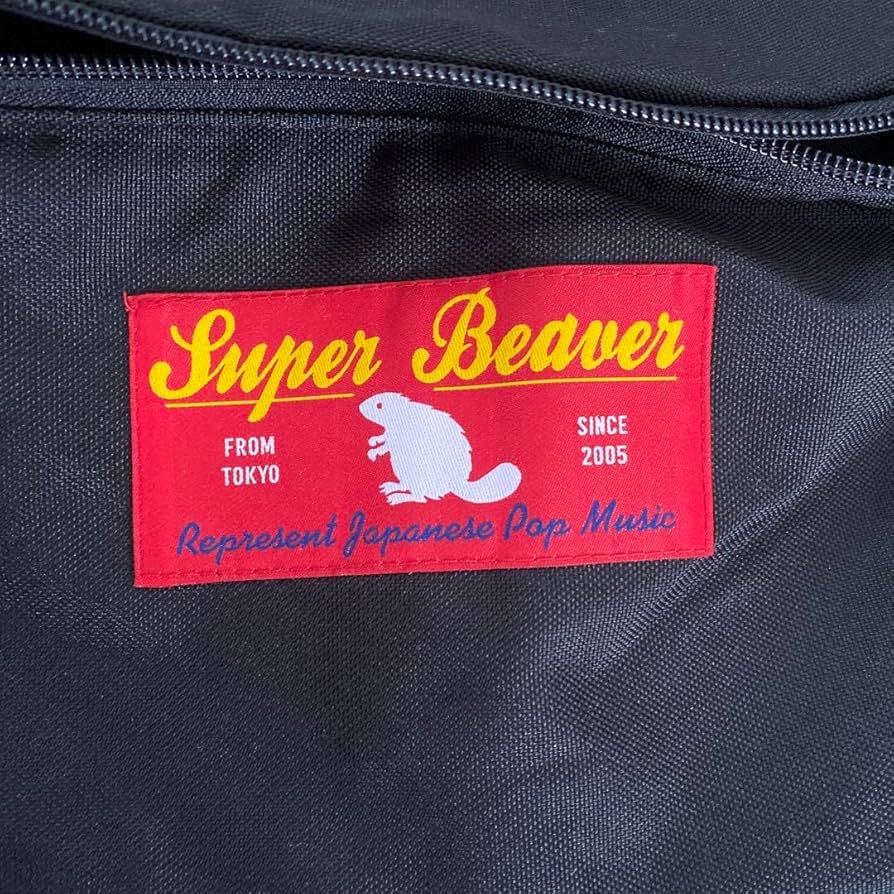 Super Beaver
FROM
TOKYO
SINCE
2005
Represent Japanese Pop Music